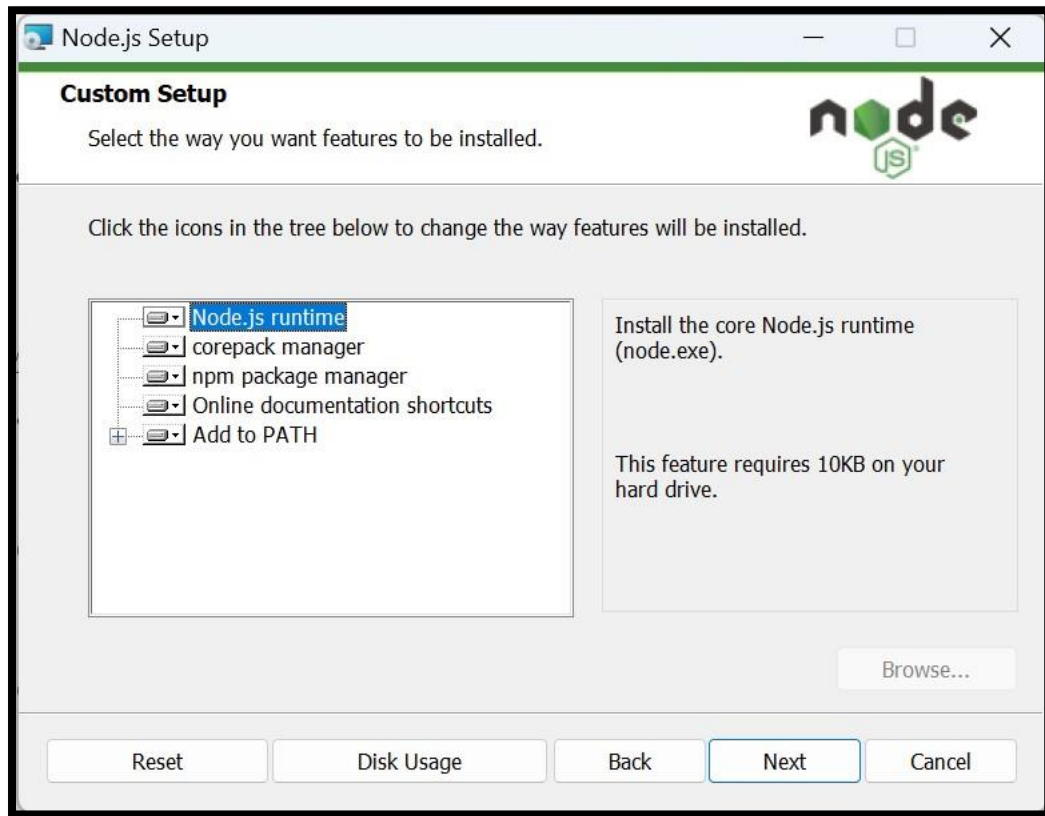 Node.js Setup
Custom Setup
Select the way you want features to be installed.
node
JS
Click the icons in the tree below to change the way features will be installed.
Node.js runtime
corepack manager
npm package manager
Online documentation shortcuts
Add to PATH
Install the core Node.js runtime
(node.exe).
This feature requires 10KB on your
hard drive.
Browse...
Reset
Disk Usage
Back
Next
Cancel